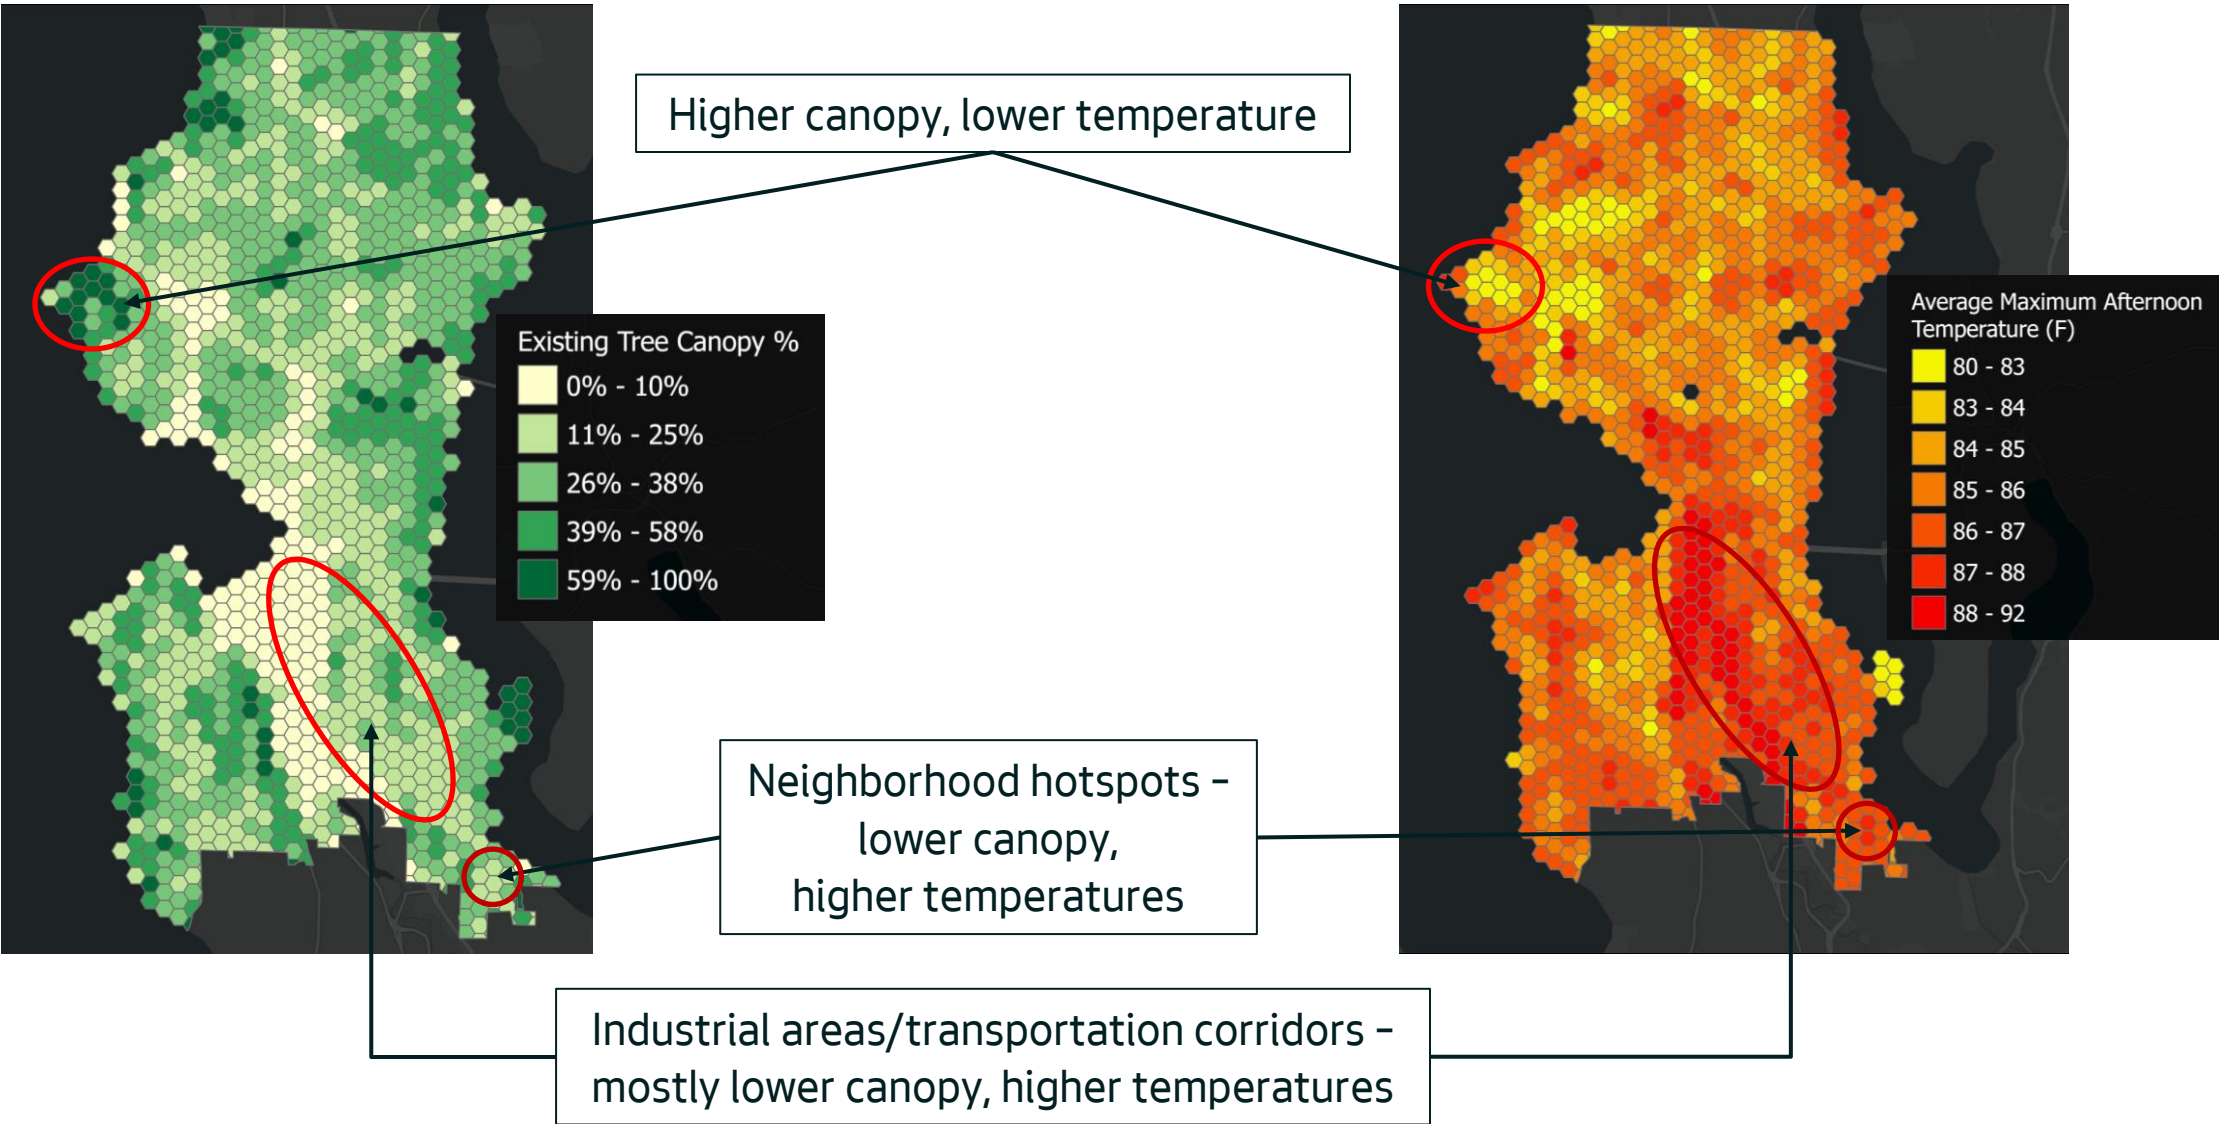 Higher canopy, lower temperature
Existing Tree Canopy %
0% - 10%
11% - 25%
26% - 38%
39% - 58%
59% - 100%
Average Maximum Afternoon
Temperature (F)
80 - 83
83 - 84
84 - 85
85 - 86
86 - 87
87 - 88
88 - 92
Neighborhood hotspots –
lower canopy,
higher temperatures
Industrial areas/transportation corridors –
mostly lower canopy, higher temperatures